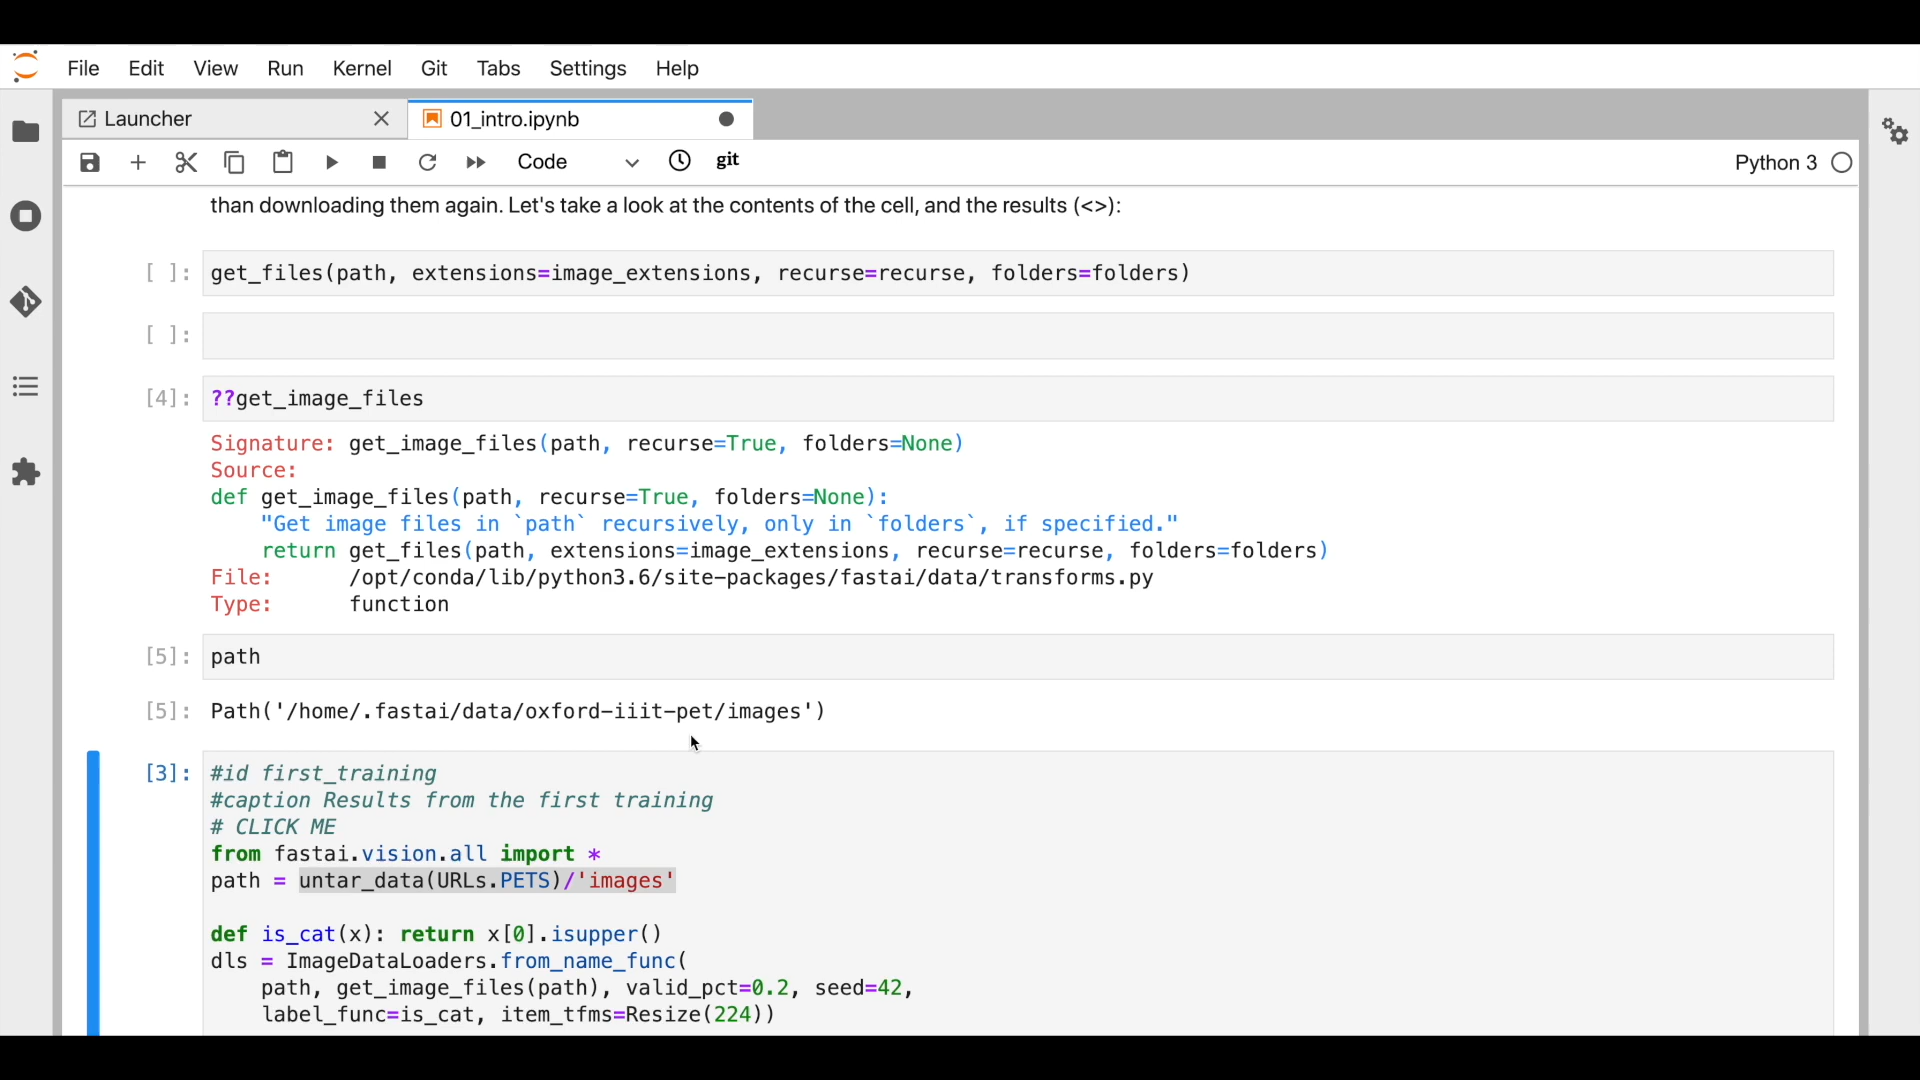 File Edit View Run Kernel Git Tabs Settings Help
Launcher
01_intro.ipynb
Code
git
Python 3
than downloading them again. Let's take a look at the contents of the cell, and the results (<>):
[ ]: get_files(path, extensions=image_extensions, recurse=recurse, folders=folders)
[ ]:
[4]: ??get_image_files
Signature: get_image_files(path, recurse=True, folders=None)
Source:
def get_image_files(path, recurse=True, folders=None):
"Get image files in `path` recursively, only in `folders`, if specified."
return get_files(path, extensions=image_extensions, recurse=recurse, folders=folders)
File: /opt/conda/lib/python3.6/site-packages/fastai/data/transforms.py
Type: function
[5]: path
[5]: Path('/home/.fastai/data/oxford-iiit-pet/images')
[3]: #id first_training
#caption Results from the first training
# CLICK ME
from fastai.vision.all import *
path = untar_data(URLs.PETS)/'images'
def is_cat(x): return x[0].isupper()
dls = ImageDataLoaders.from_name_func(
path, get_image_files(path), valid_pct=0.2, seed=42,
label_func=is_cat, item_tfms=Resize(224))